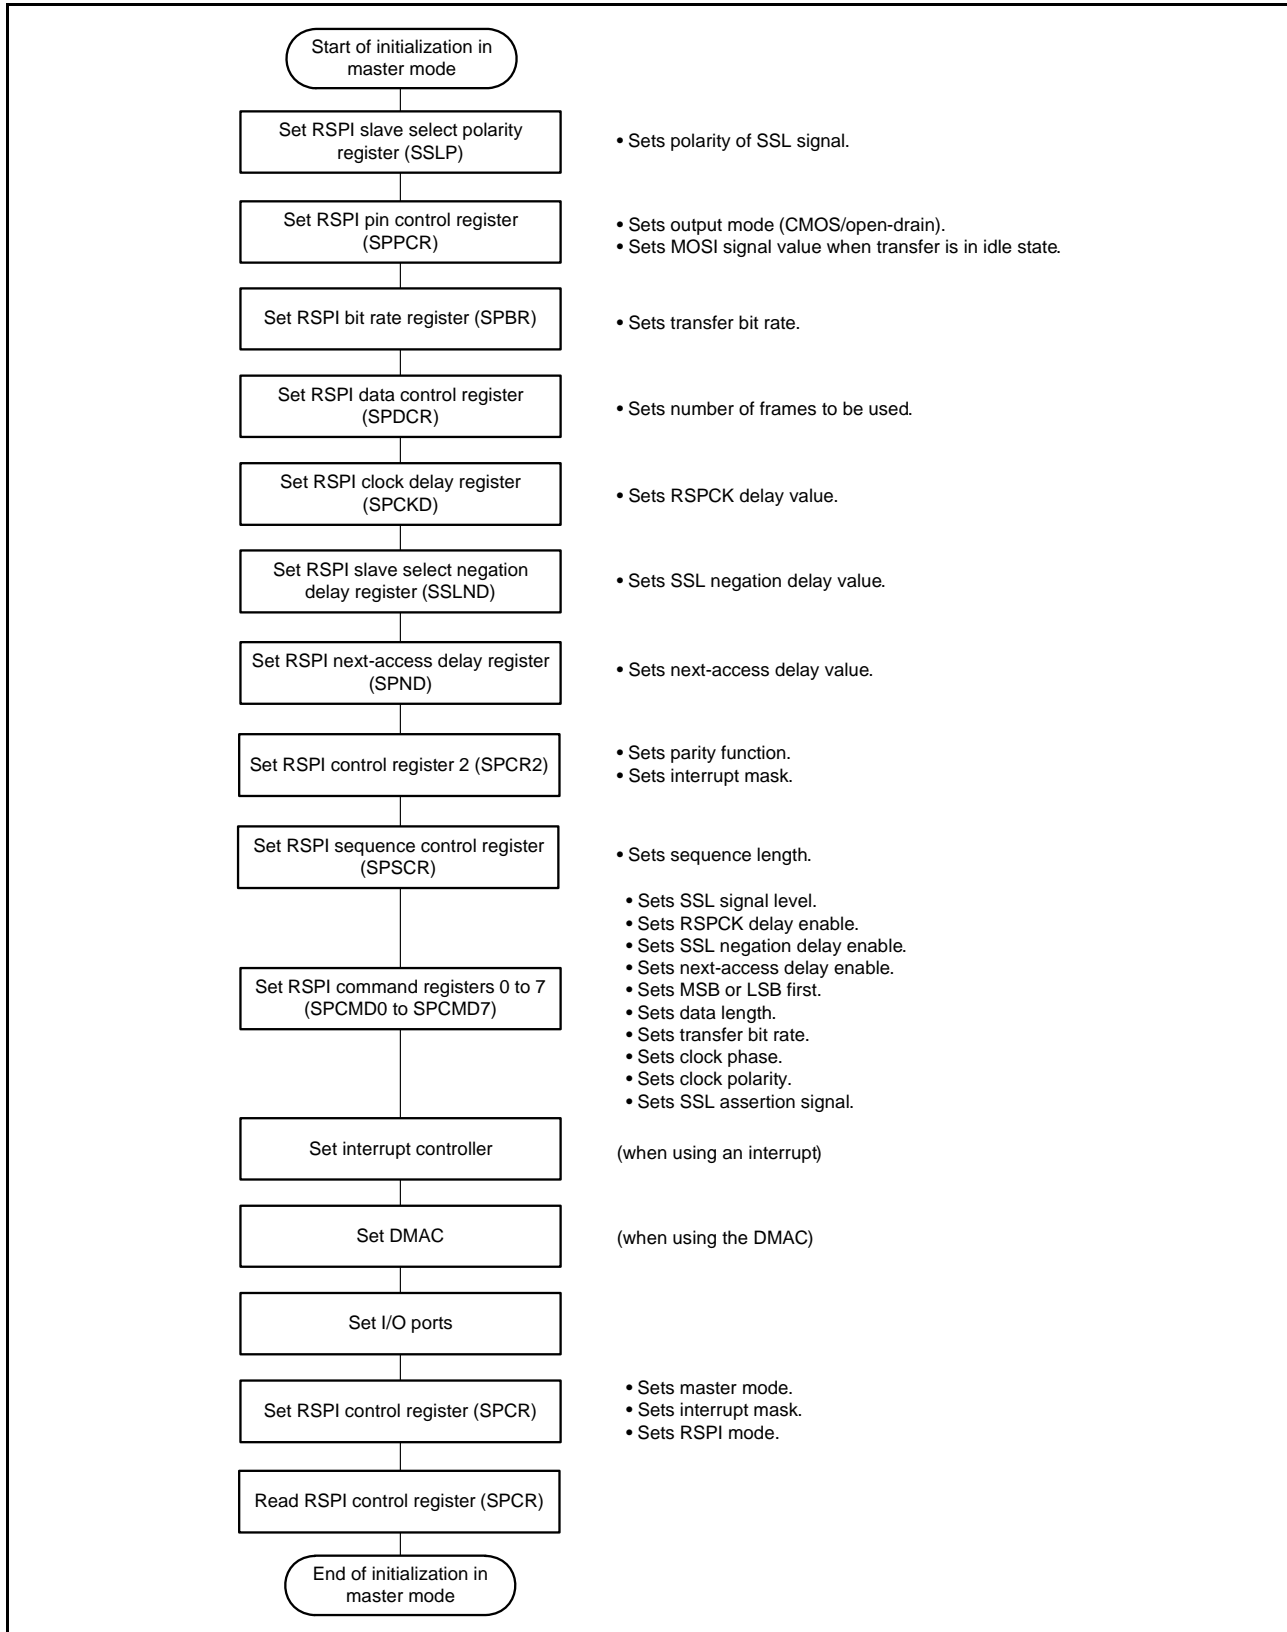 Start of initialization in
master mode
Set RSPI slave select polarity
register (SSLP)
• Sets polarity of SSL signal.
Set RSPI pin control register
(SPPCR)
• Sets output mode (CMOS/open-drain).
• Sets MOSI signal value when transfer is in idle state.
Set RSPI bit rate register (SPBR)
• Sets transfer bit rate.
Set RSPI data control register
(SPDCR)
• Sets number of frames to be used.
Set RSPI clock delay register
(SPCKD)
• Sets RSPCK delay value.
Set RSPI slave select negation
delay register (SSLND)
• Sets SSL negation delay value.
Set RSPI next-access delay register
(SPND)
• Sets next-access delay value.
Set RSPI control register 2 (SPCR2)
• Sets parity function.
• Sets interrupt mask.
Set RSPI sequence control register
(SPSCR)
• Sets sequence length.
Set RSPI command registers 0 to 7
(SPCMD0 to SPCMD7)
• Sets SSL signal level.
• Sets RSPCK delay enable.
• Sets SSL negation delay enable.
• Sets next-access delay enable.
• Sets MSB or LSB first.
• Sets data length.
• Sets transfer bit rate.
• Sets clock phase.
• Sets clock polarity.
• Sets SSL assertion signal.
Set interrupt controller
(when using an interrupt)
Set DMAC
(when using the DMAC)
Set I/O ports
Set RSPI control register (SPCR)
• Sets master mode.
• Sets interrupt mask.
• Sets RSPI mode.
Read RSPI control register (SPCR)
End of initialization in
master mode